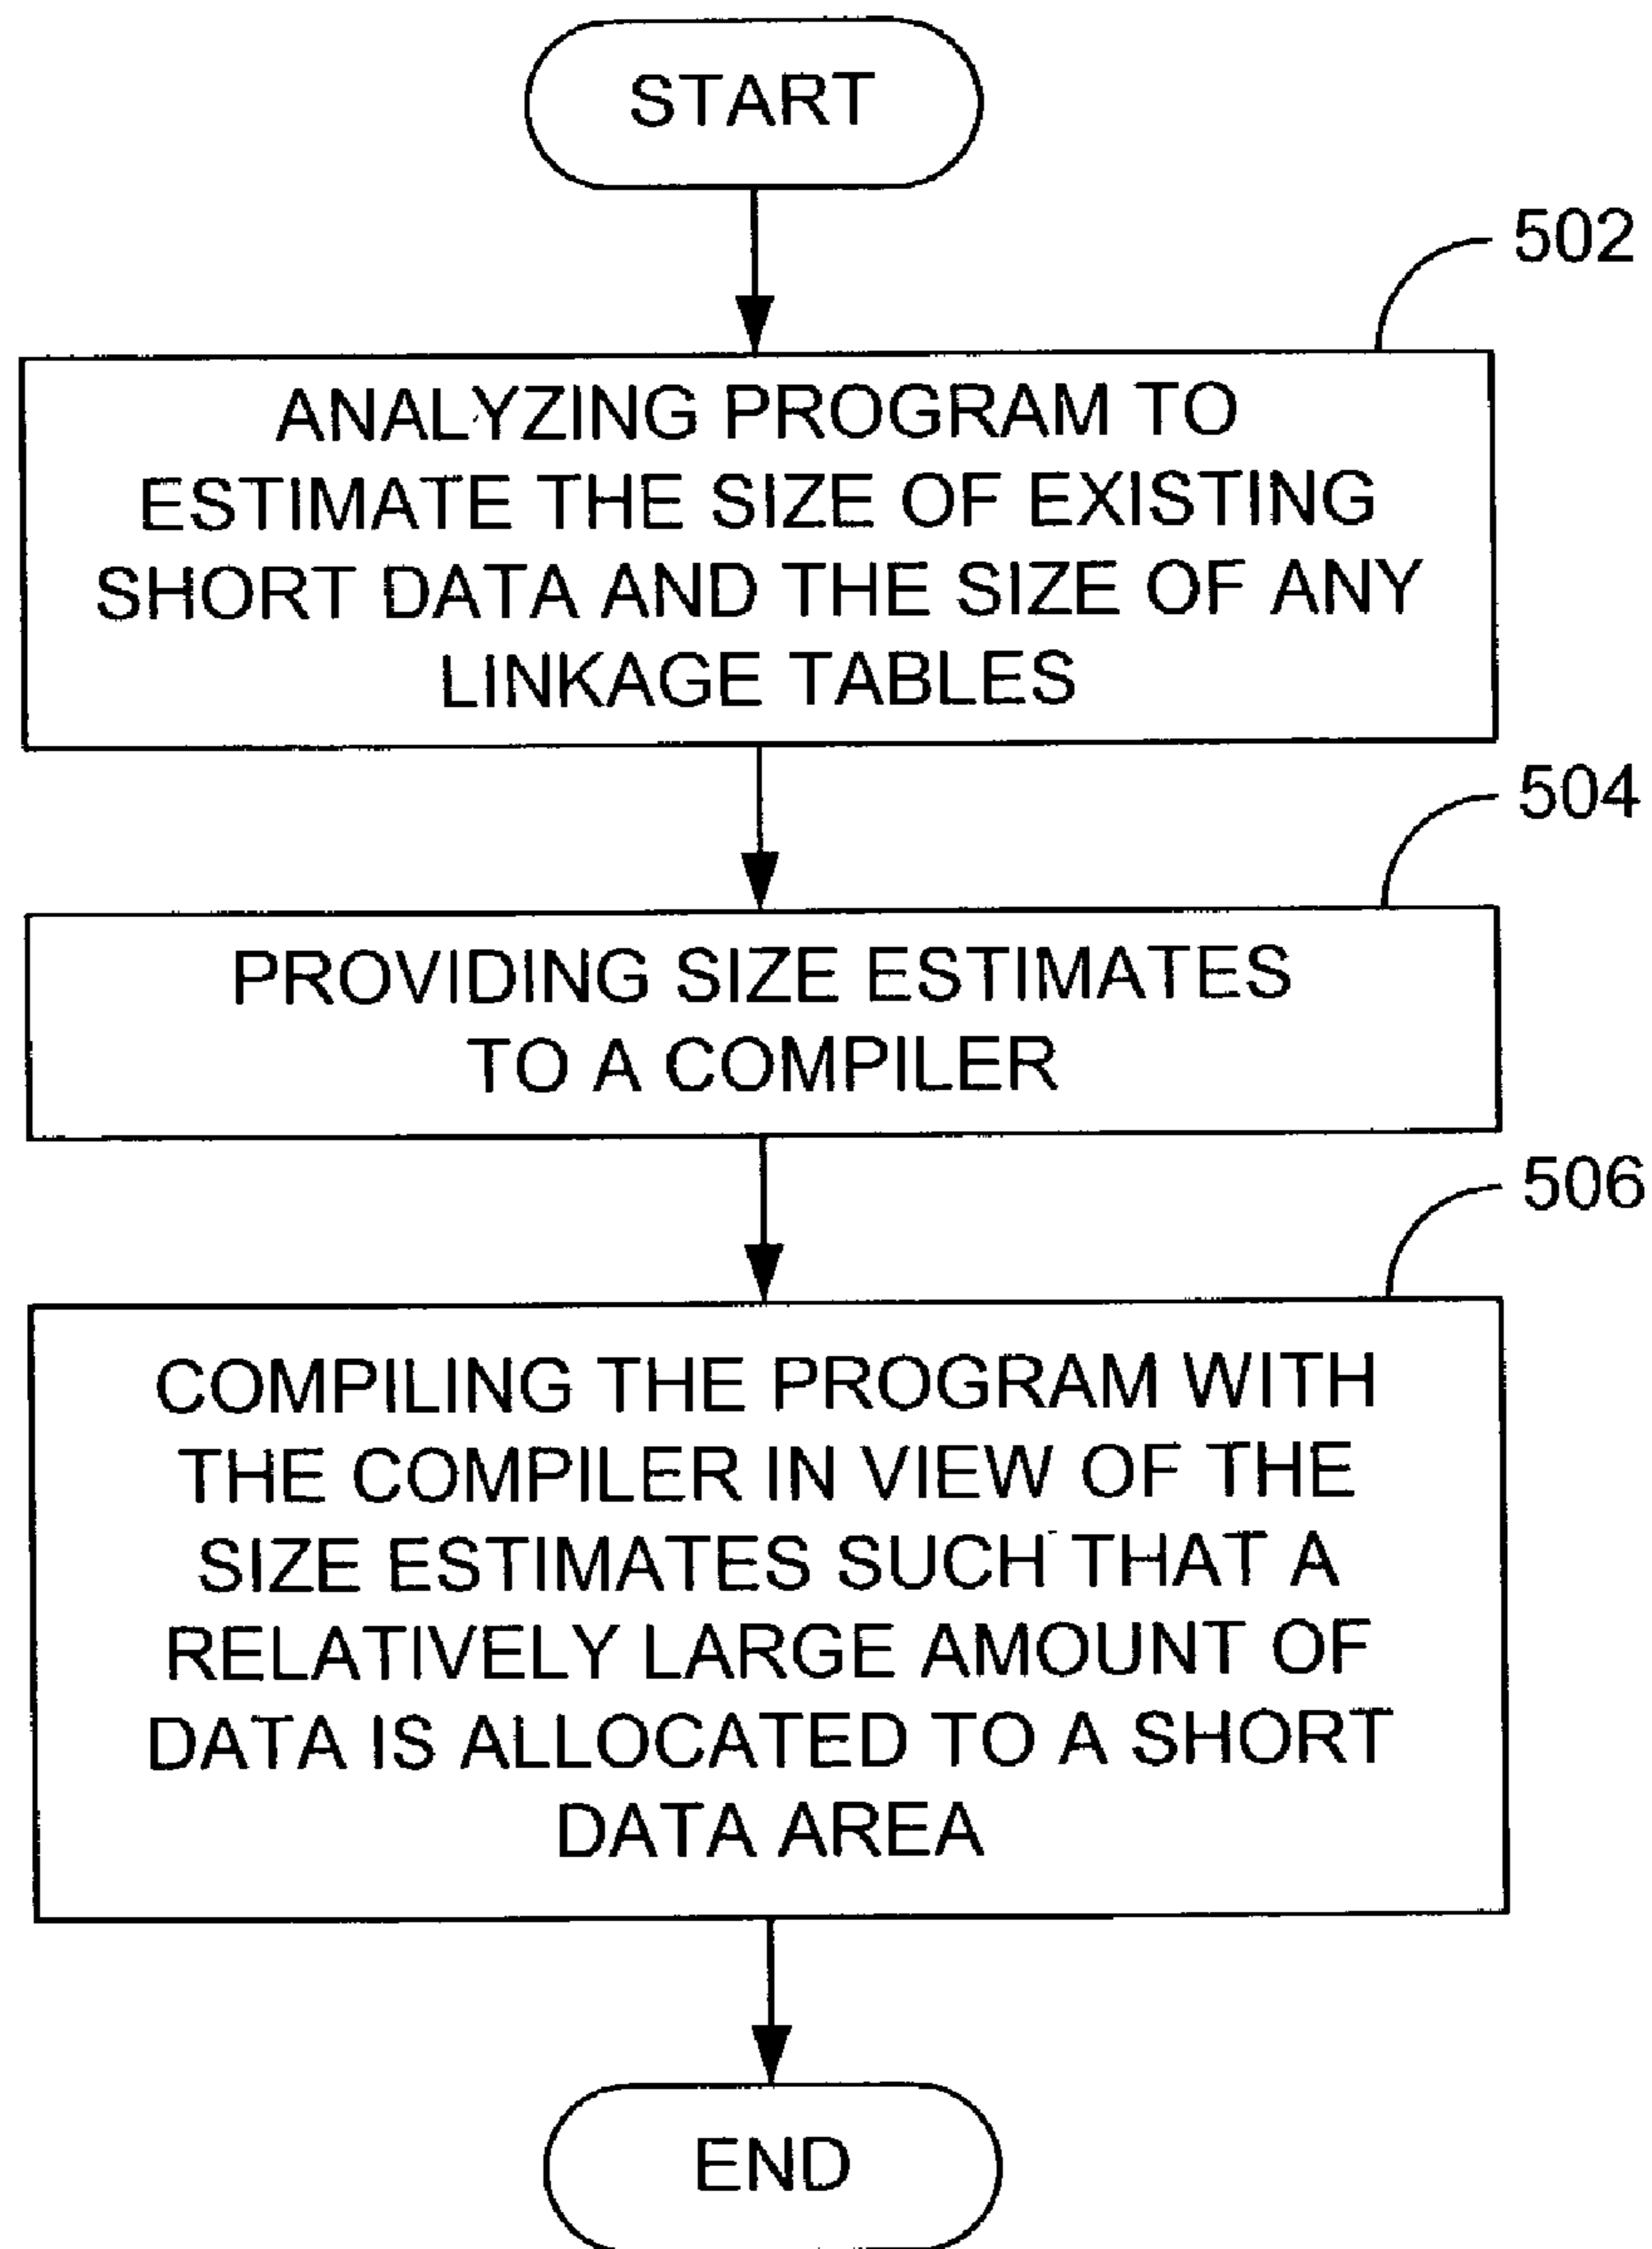 START
502
ANALYZING PROGRAM TO
ESTIMATE THE SIZE OF EXISTING
SHORT DATA AND THE SIZE OF ANY
LINKAGE TABLES
504
PROVIDING SIZE ESTIMATES
TO A COMPILER
506
COMPILING THE PROGRAM WITH
THE COMPILER IN VIEW OF THE
SIZE ESTIMATES SUCH THAT A
RELATIVELY LARGE AMOUNT OF
DATA IS ALLOCATED TO A SHORT
DATA AREA
END